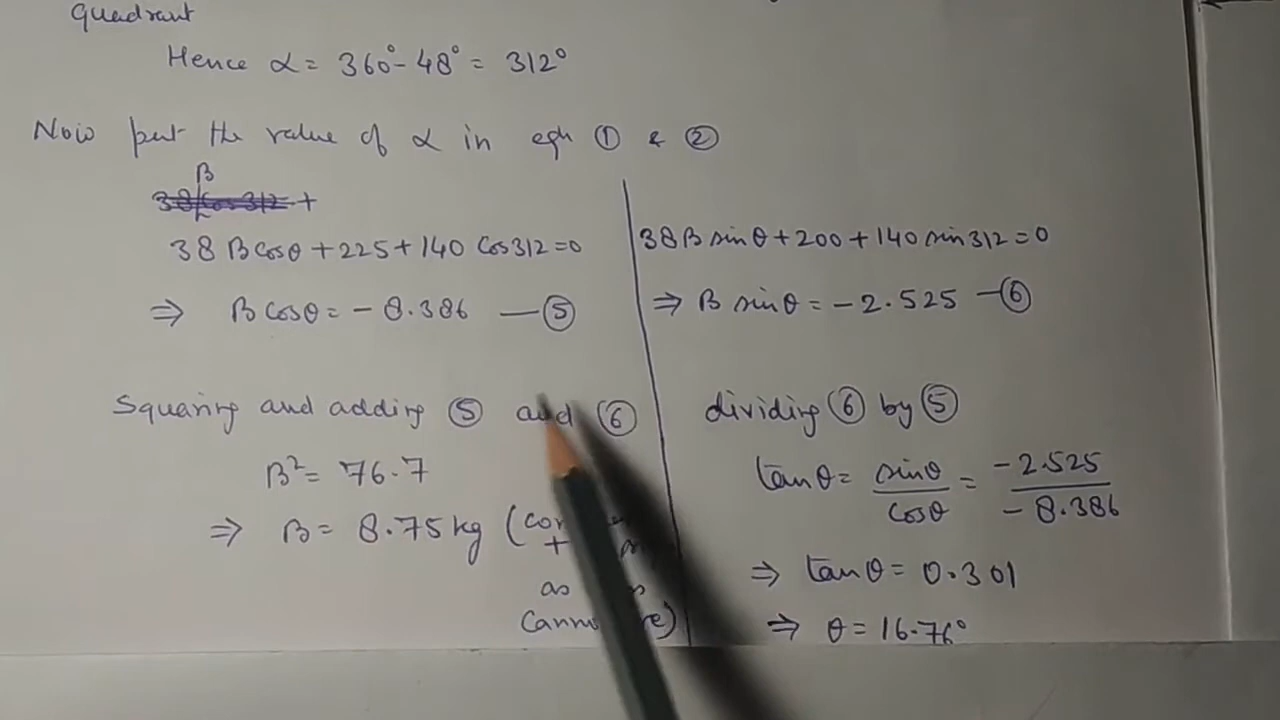 Quadrant
Hence α = 360° - 48° = 312°
Now put the value of α in eqn ① & ②
B
38 cos 312 +
38 B cosθ + 225 + 140 cos 312 = 0
⇒ B cosθ = - 8.386 — ⑤
Squaring and adding ⑤ and ⑥
B² = 76.7
⇒ B = 8.75 kg (
+
as
38 B sinθ + 200 + 140 sin 312 = 0
⇒ B sinθ = - 2.525 — ⑥
dividing ⑥ by ⑤
tanθ = sinθ/cosθ = -2.525/-8.386
⇒ tanθ = 0.301
⇒ θ = 16.76°